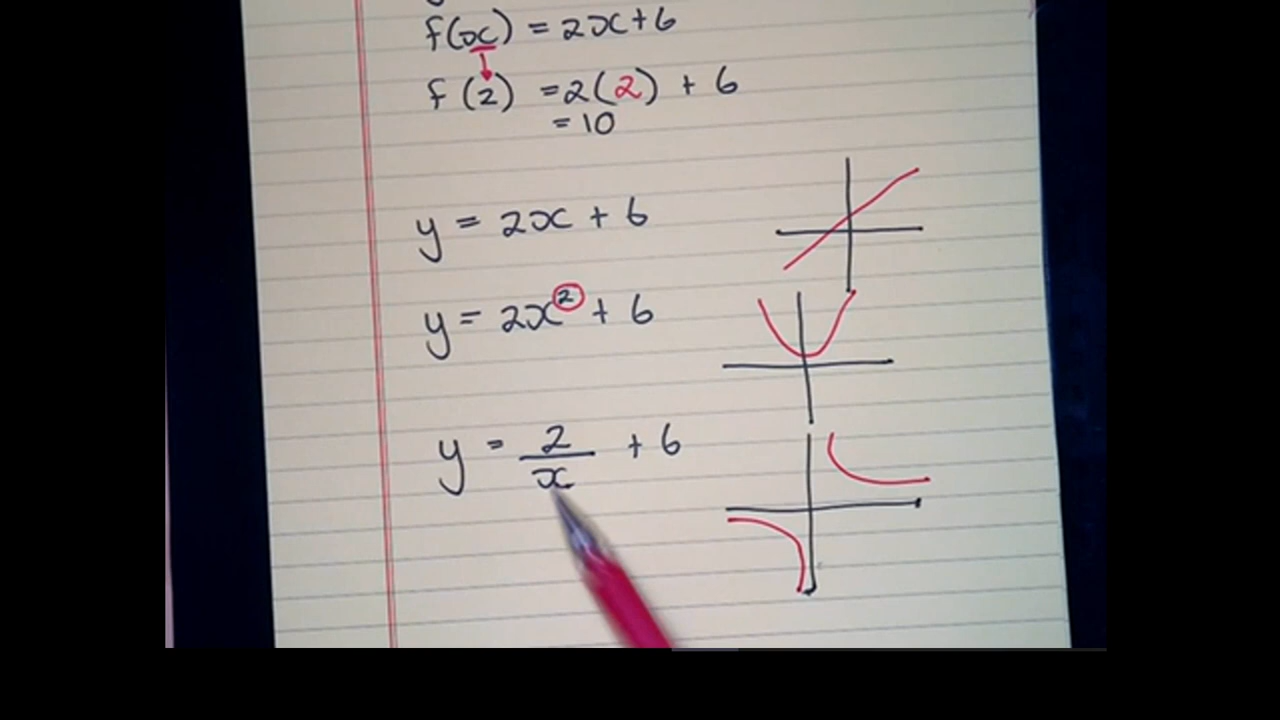 f(x) = 2x+6
f(2) = 2(2) + 6
= 10
y = 2x + 6
y = 2x² + 6
y = 2/x + 6